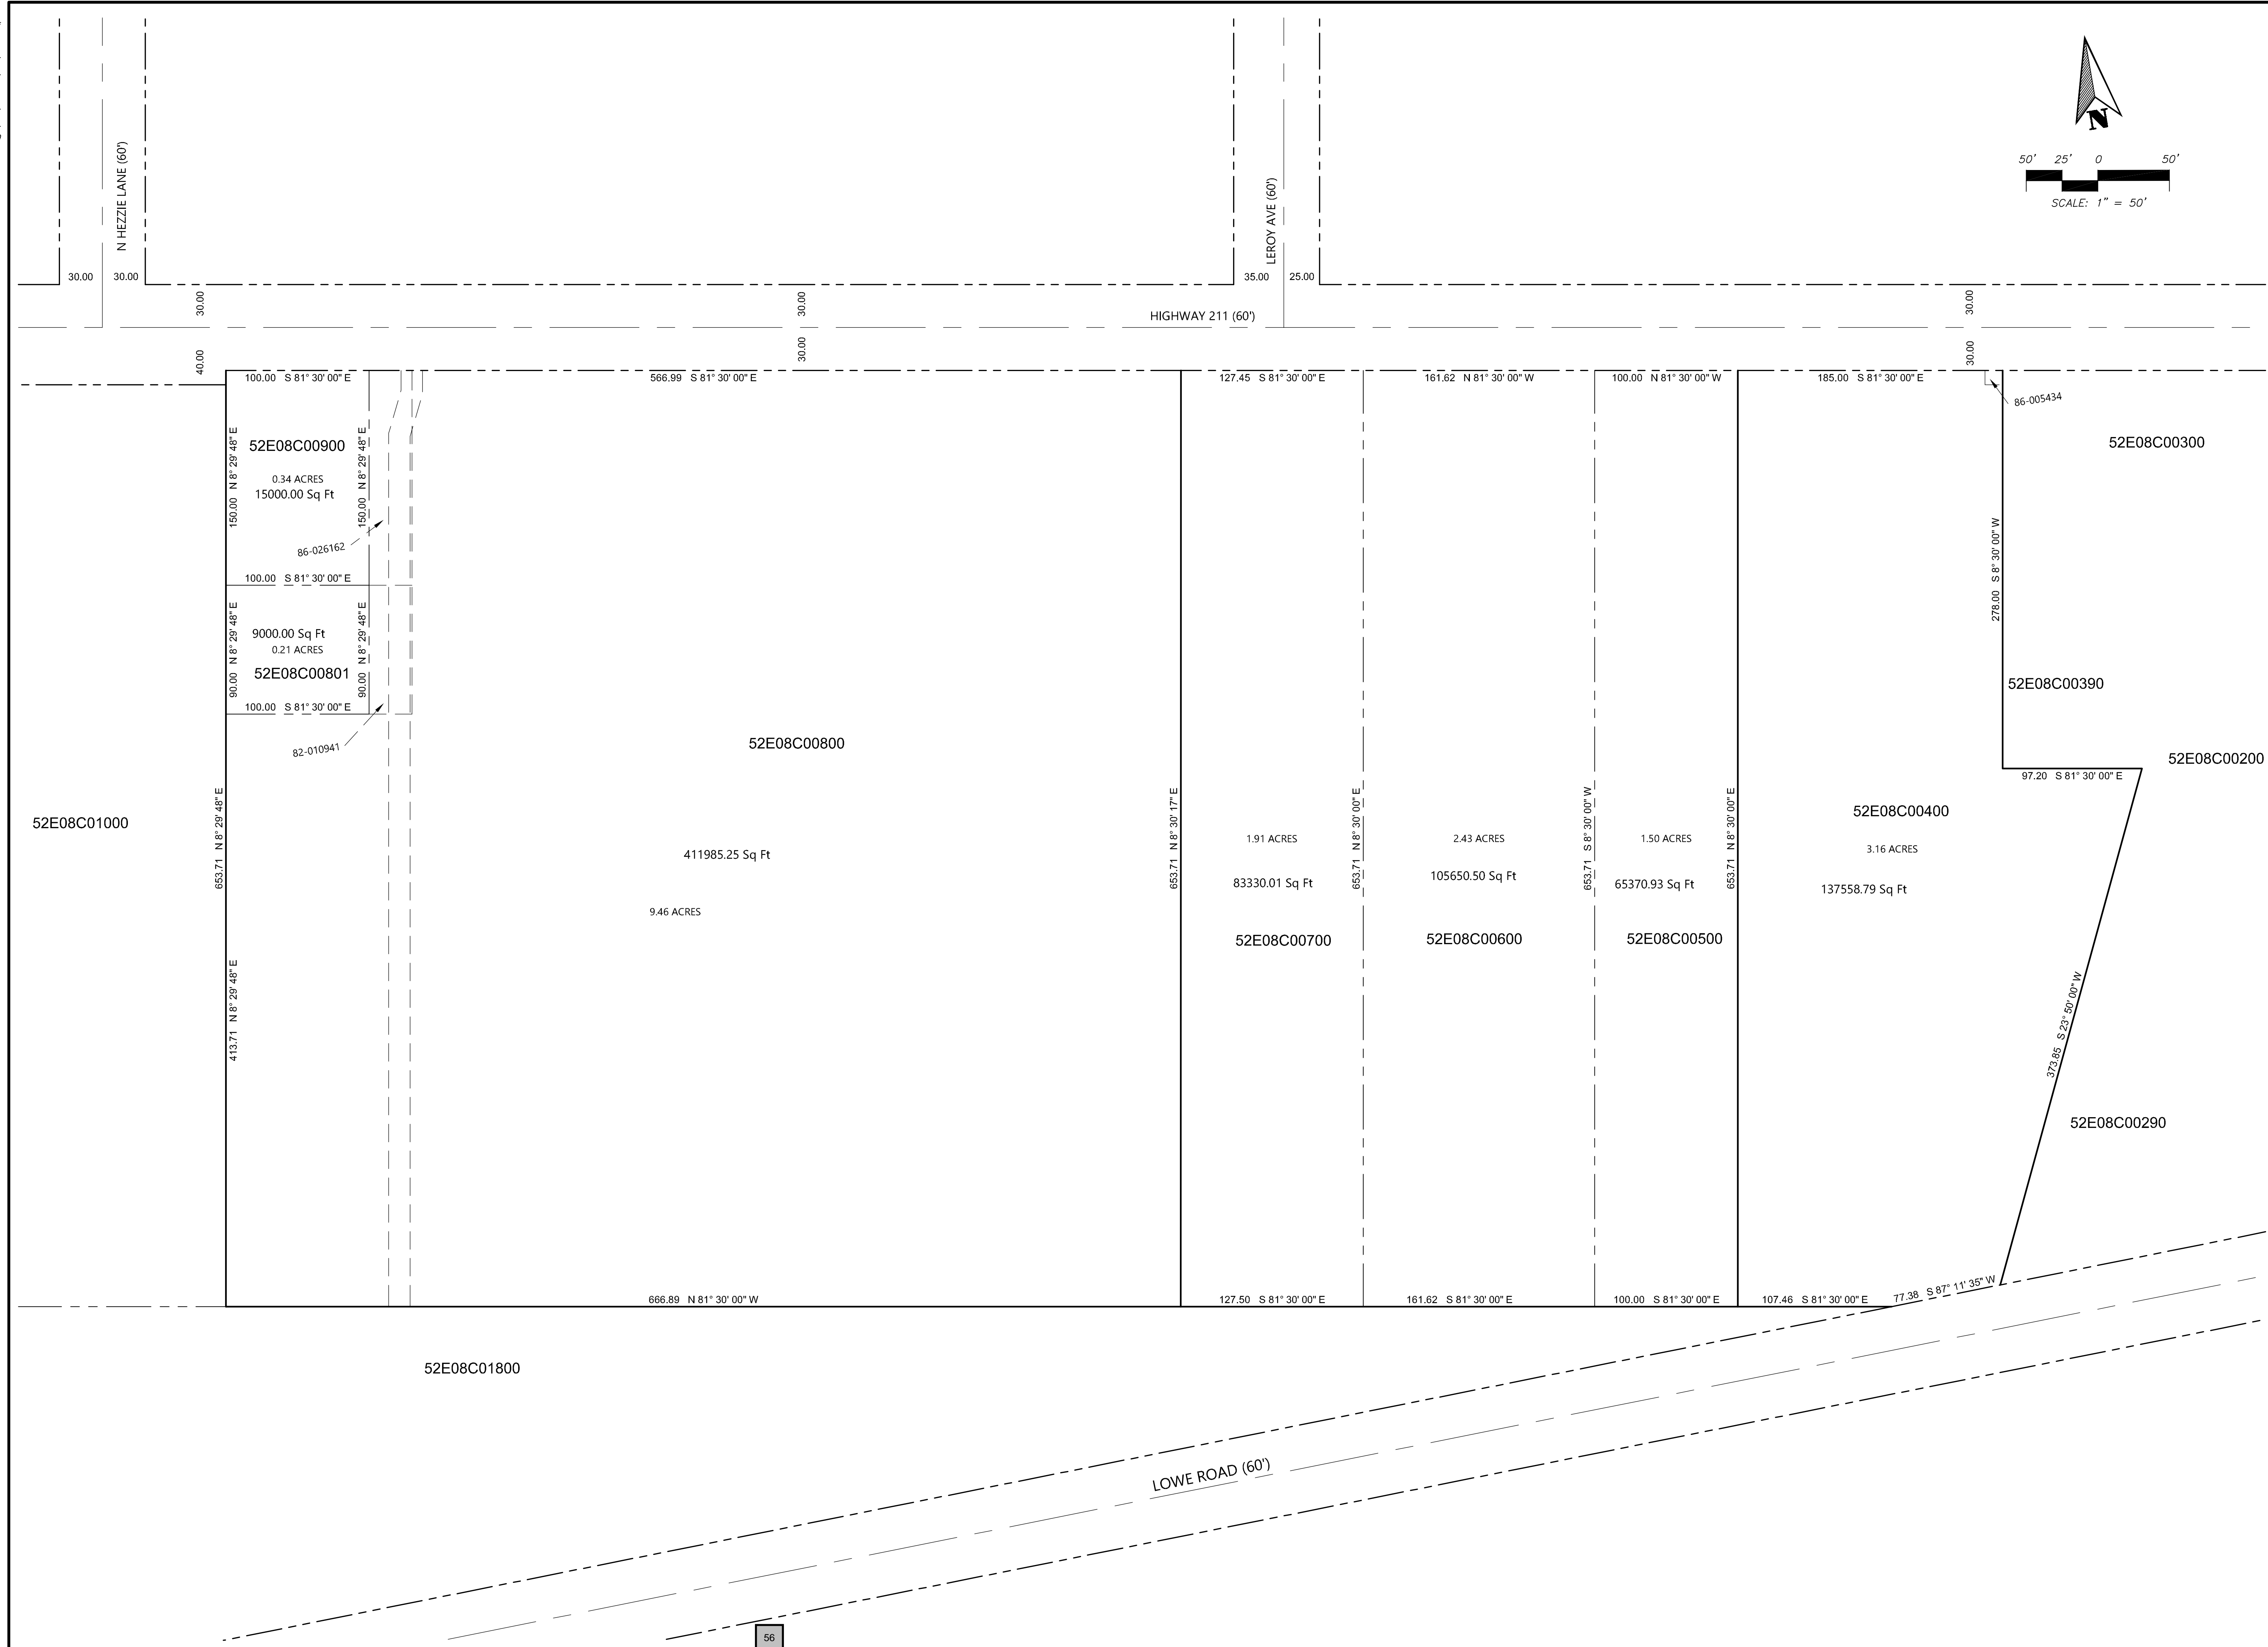 N
50' 25' 0 50'
SCALE: 1" = 50'
N HEZZIE LANE (60')
LEROY AVE (60')
30.00 30.00
35.00 25.00
30.00
30.00
30.00
HIGHWAY 211 (60')
40.00
30.00
30.00
100.00 S 81° 30' 00" E
566.99 S 81° 30' 00" E
127.45 S 81° 30' 00" E
161.62 N 81° 30' 00" W
100.00 N 81° 30' 00" W
185.00 S 81° 30' 00" E
86-005434
52E08C00300
150.00 N 8° 29' 48" E
52E08C00900
0.34 ACRES
15000.00 Sq Ft
150.00 N 8° 29' 48" E
86-026162
100.00 S 81° 30' 00" E
90.00 N 8° 29' 48" E
9000.00 Sq Ft
0.21 ACRES
52E08C00801
90.00 N 8° 29' 48" E
100.00 S 81° 30' 00" E
82-010941
278.00 S 8° 30' 00" W
52E08C00390
52E08C00200
97.20 S 81° 30' 00" E
52E08C01000
653.71 N 8° 29' 48" E
413.71 N 8° 29' 48" E
52E08C00800
411985.25 Sq Ft
9.46 ACRES
653.71 N 8° 30' 17" E
1.91 ACRES
83330.01 Sq Ft
52E08C00700
653.71 N 8° 30' 00" E
2.43 ACRES
105650.50 Sq Ft
52E08C00600
653.71 S 8° 30' 00" W
1.50 ACRES
65370.93 Sq Ft
52E08C00500
653.71 N 8° 30' 00" E
52E08C00400
3.16 ACRES
137558.79 Sq Ft
373.85 S 23° 50' 00" W
52E08C00290
666.89 N 81° 30' 00" W
127.50 S 81° 30' 00" E
161.62 S 81° 30' 00" E
100.00 S 81° 30' 00" E
107.46 S 81° 30' 00" E
77.38 S 87° 11' 35" W
52E08C01800
LOWE ROAD (60')
56